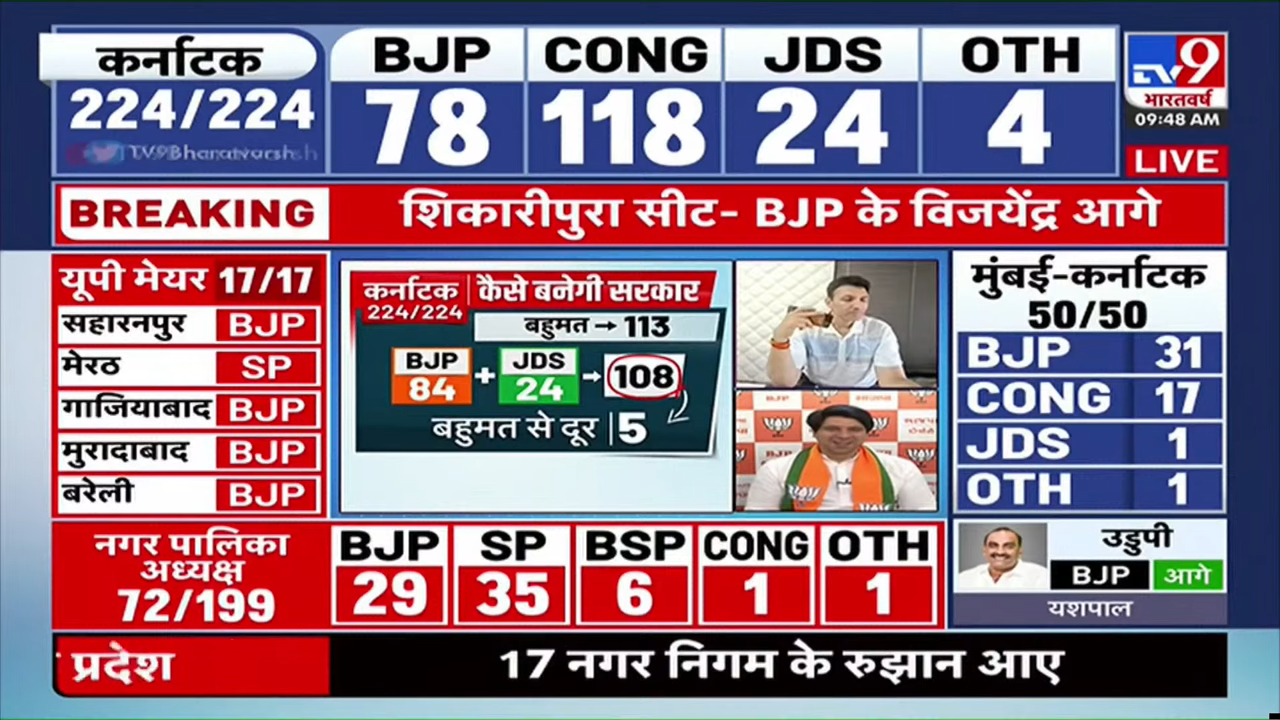 कर्नाटक
224/224
TV9Bharatvarsh
BJP CONG JDS OTH
78 118 24 4
TV9
भारतवर्ष
09:48 AM
LIVE
BREAKING
शिकारीपुरा सीट- BJP के विजयेंद्र आगे
यूपी मेयर 17/17
सहारनपुर BJP
मेरठ SP
गाजियाबाद BJP
मुरादाबाद BJP
बरेली BJP
कर्नाटक
224/224
कैसे बनेगी सरकार
बहुमत → 113
BJP + JDS → 108
84 24
बहुमत से दूर | 5
BJP
BJP
मुंबई-कर्नाटक
50/50
BJP 31
CONG 17
JDS 1
OTH 1
नगर पालिका
अध्यक्ष
72/199
BJP SP BSP CONG OTH
29 35 6 1 1
उडुपी
BJP आगे
यशपाल
प्रदेश
17 नगर निगम के रुझान आए